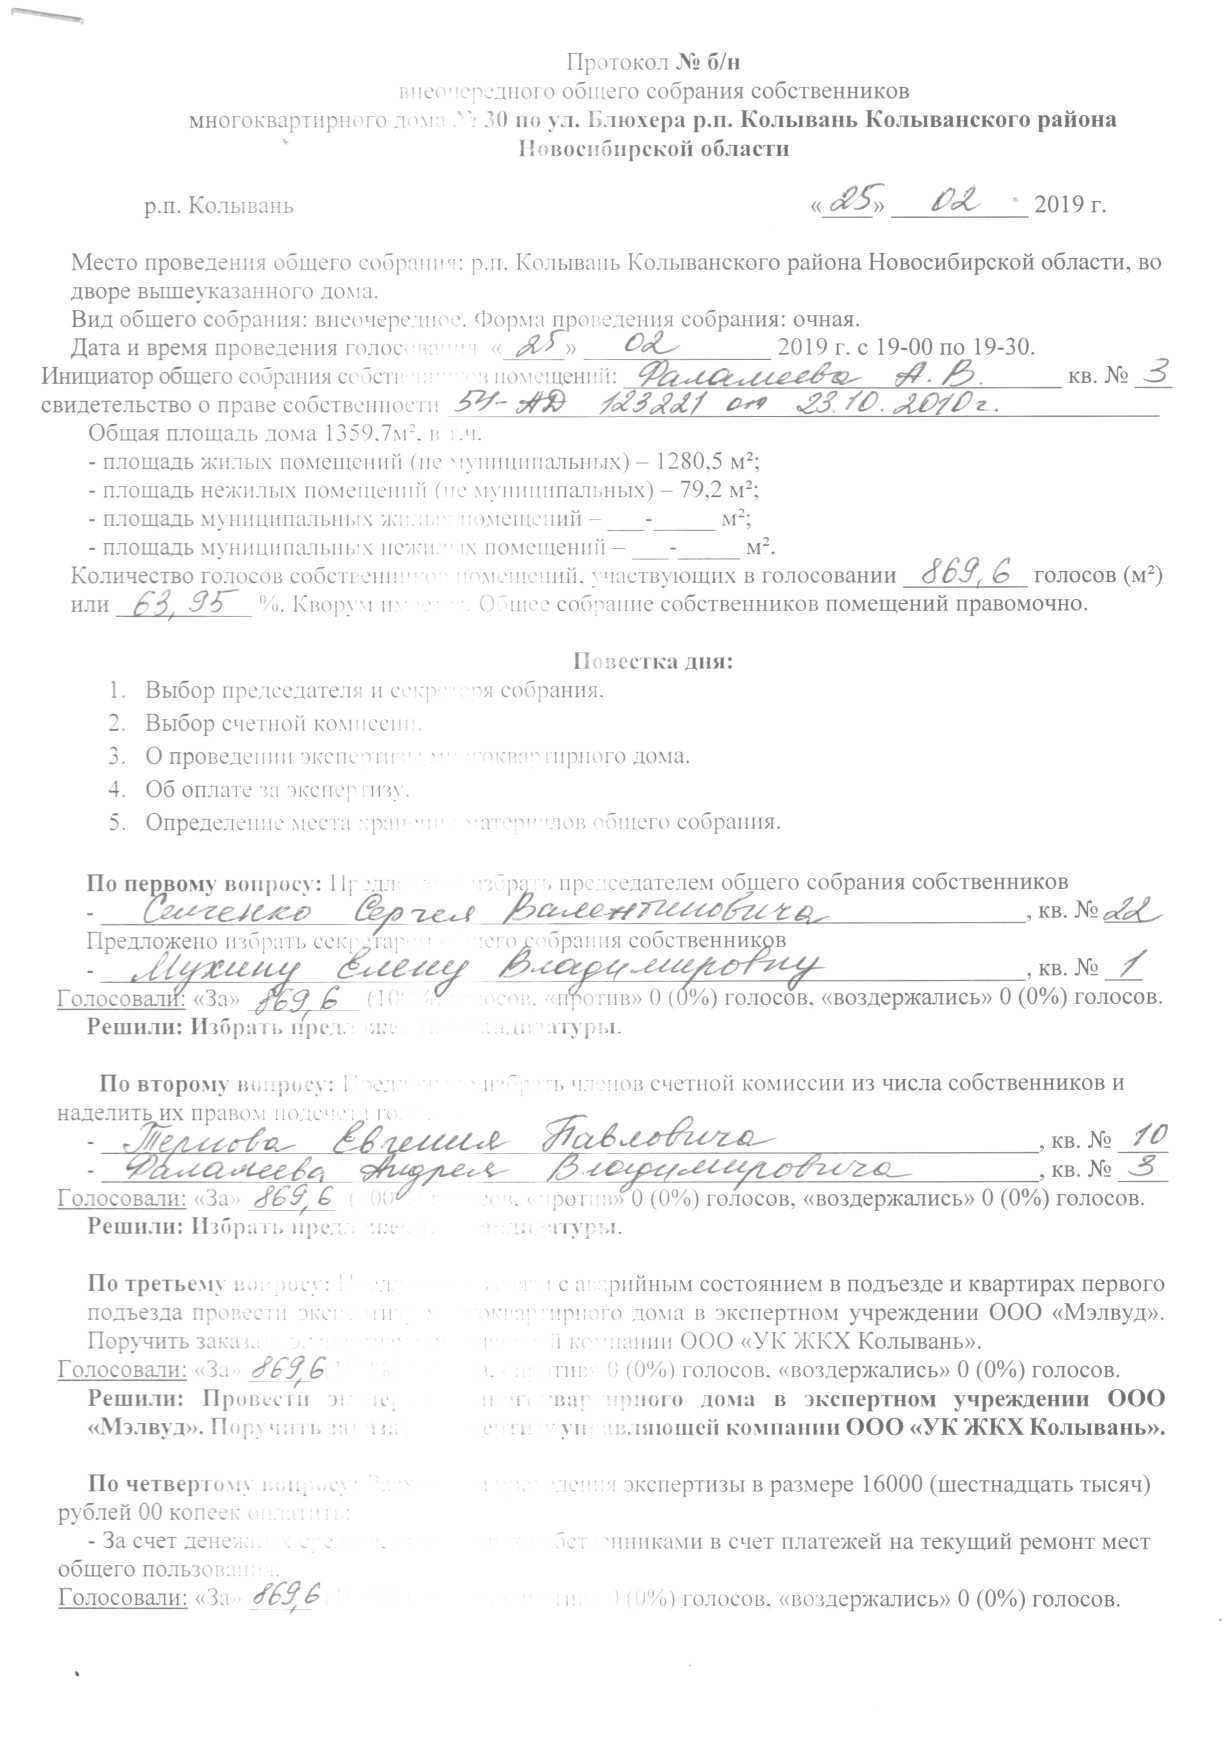 Протокол № б/н
внеочередного общего собрания собственников
многоквартирного дома № 30 по ул. Блюхера р.п. Колывань Колыванского района
Новосибирской области
р.п. Колывань «25» 02 2019 г.
Место проведения общего собрания: р.п. Колывань Колыванского района Новосибирской области, во
дворе вышеуказанного дома.
Вид общего собрания: внеочередное. Форма проведения собрания: очная.
Дата и время проведения голосования «25» 02 2019 г. с 19-00 по 19-30.
Инициатор общего собрания собственников помещений: Фаламеева А.В. кв. № 3
свидетельство о праве собственности 54-АД 123221 от 23.10.2010г.
Общая площадь дома 1359,7м², в т.ч.
- площадь жилых помещений (не муниципальных) – 1280,5 м²;
- площадь нежилых помещений (не муниципальных) – 79,2 м²;
- площадь муниципальных жилых помещений – ___-_____ м²;
- площадь муниципальных нежилых помещений – ___-_____ м².
Количество голосов собственников помещений, участвующих в голосовании 869,6 голосов (м²)
или 63,95 %. Кворум имеется. Общее собрание собственников помещений правомочно.
Повестка дня:
1. Выбор председателя и секретаря собрания.
2. Выбор счетной комиссии.
3. О проведении экспертизы многоквартирного дома.
4. Об оплате за экспертизу.
5. Определение места хранения материалов общего собрания.
По первому вопросу: Предложено избрать председателем общего собрания собственников
- Сенченко Сергея Валентиновича, кв. № 22
Предложено избрать секретарем общего собрания собственников
- Мухину Елену Владимировну, кв. № 1
Голосовали: «За» 869,6 (100%) голосов, «против» 0 (0%) голосов, «воздержались» 0 (0%) голосов.
Решили: Избрать предложенные кандидатуры.
По второму вопросу: Предложено избрать членов счетной комиссии из числа собственников и
наделить их правом подсчета
- Евгения Павловича, кв. № 10
- Фаламеева Андрея Владимировича, кв. № 3
Голосовали: «За» 869,6 (100%) голосов, «против» 0 (0%) голосов, «воздержались» 0 (0%) голосов.
Решили: Избрать предложенные кандидатуры.
По третьему вопросу: с аварийным состоянием в подъезде и квартирах первого
подъезда провести экспертизу многоквартирного дома в экспертном учреждении ООО «Мэлвуд».
Поручить компании ООО «УК ЖКХ Колывань».
Голосовали: «За» 869,6 «против» 0 (0%) голосов, «воздержались» 0 (0%) голосов.
Решили: Провести экспертизу многоквартирного дома в экспертном учреждении ООО
«Мэлвуд». Поручить управляющей компании ООО «УК ЖКХ Колывань».
По четвертому вопросу: экспертизы в размере 16000 (шестнадцать тысяч)
рублей 00 копеек оплатить:
- За счет денежных собственниками в счет платежей на текущий ремонт мест
общего пользования.
Голосовали: «За» 869,6 0 (0%) голосов, «воздержались» 0 (0%) голосов.